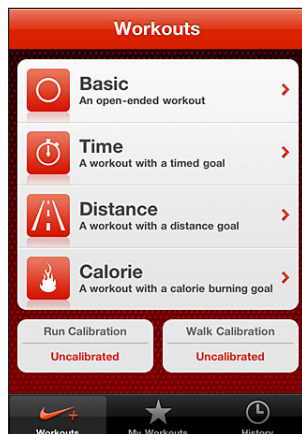 Workouts
Basic
An open-ended workout
Time
A workout with a timed goal
Distance
A workout with a distance goal
Calorie
A workout with a calorie burning goal
Run Calibration
Uncalibrated
Walk Calibration
Uncalibrated
Workouts
My Workouts
History